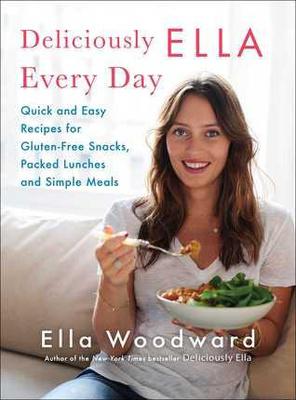 Deliciously ELLA
Every Day
Quick and Easy
Recipes for
Gluten-Free Snacks,
Packed Lunches
and Simple Meals
Ella Woodward
Author of the New York Times bestseller Deliciously Ella